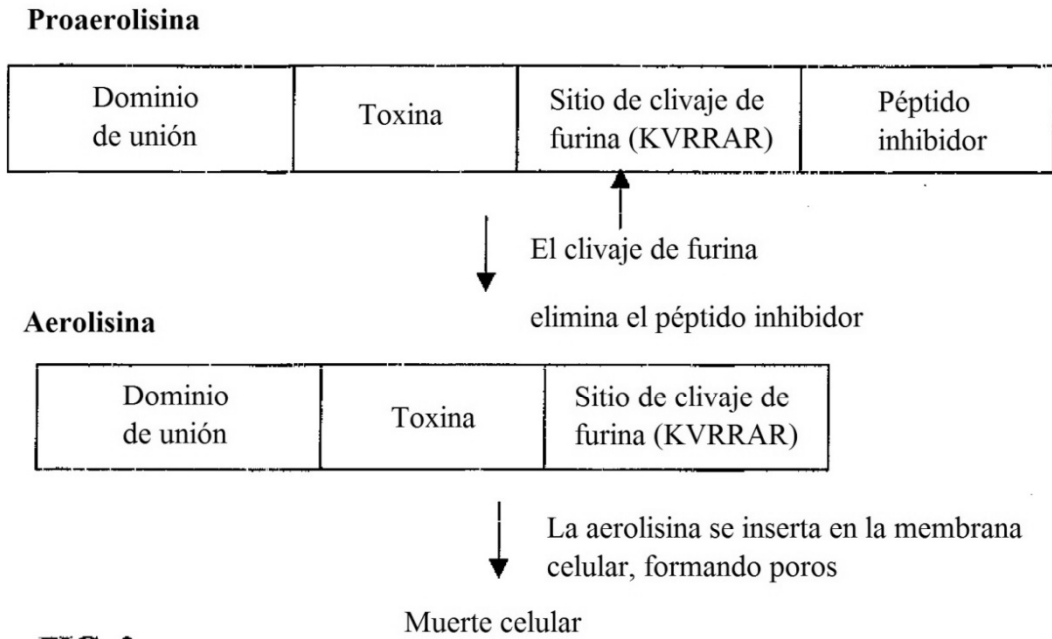 Proaerolisina
Dominio
de unión
Toxina
Sitio de clivaje de
furina (KVRRAR)
Péptido
inhibidor
El clivaje de furina
elimina el péptido inhibidor
Aerolisina
Dominio
de unión
Toxina
Sitio de clivaje de
furina (KVRRAR)
La aerolisina se inserta en la membrana
celular, formando poros
Muerte celular